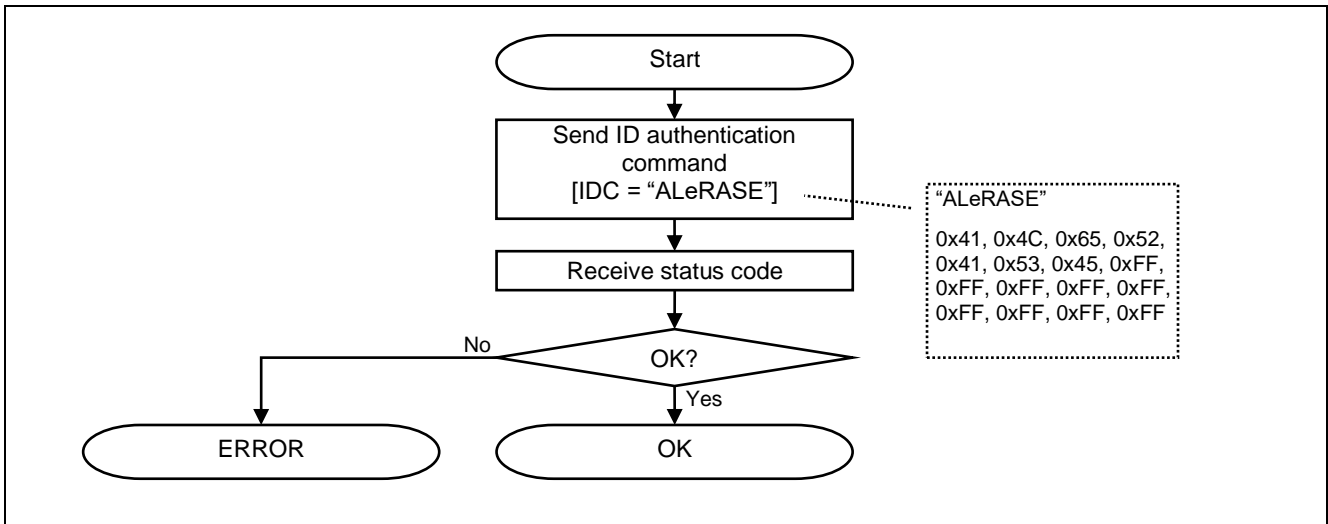 Start
Send ID authentication
command
[IDC = “ALeRASE”]
“ALeRASE”
0x41, 0x4C, 0x65, 0x52,
0x41, 0x53, 0x45, 0xFF,
0xFF, 0xFF, 0xFF, 0xFF,
0xFF, 0xFF, 0xFF, 0xFF
Receive status code
OK?
No
Yes
ERROR
OK